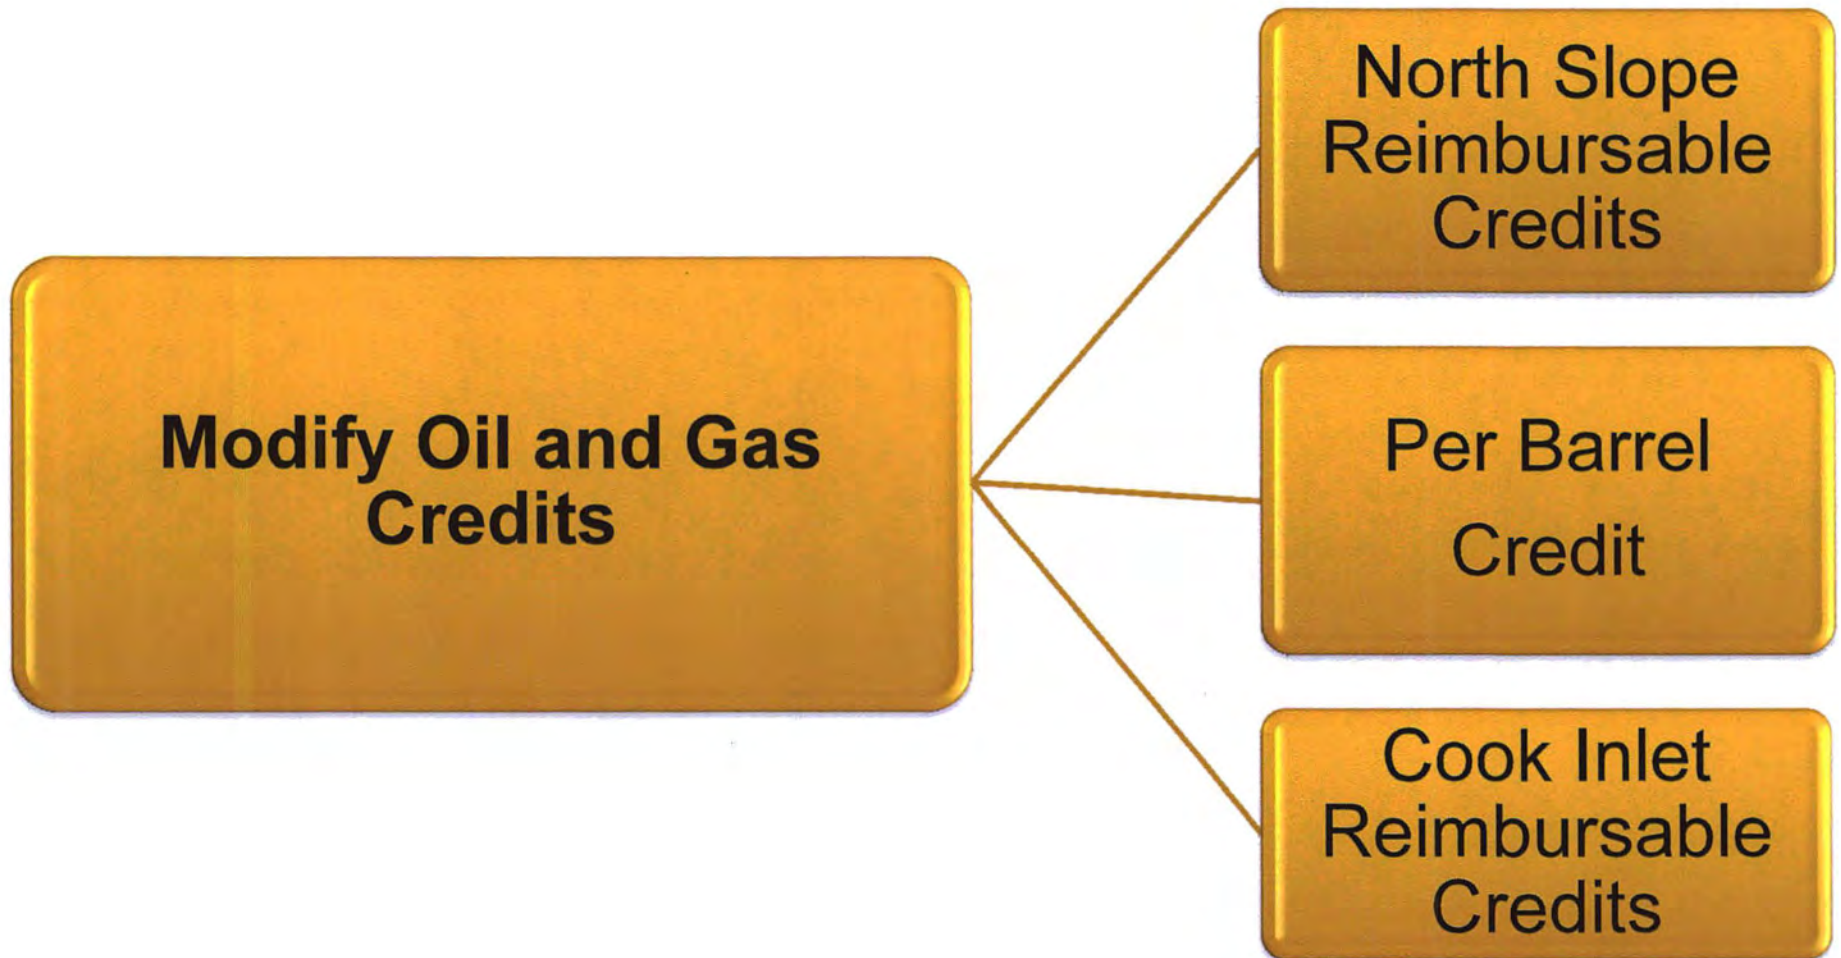 Modify Oil and Gas
Credits
North Slope
Reimbursable
Credits
Per Barrel
Credit
Cook Inlet
Reimbursable
Credits